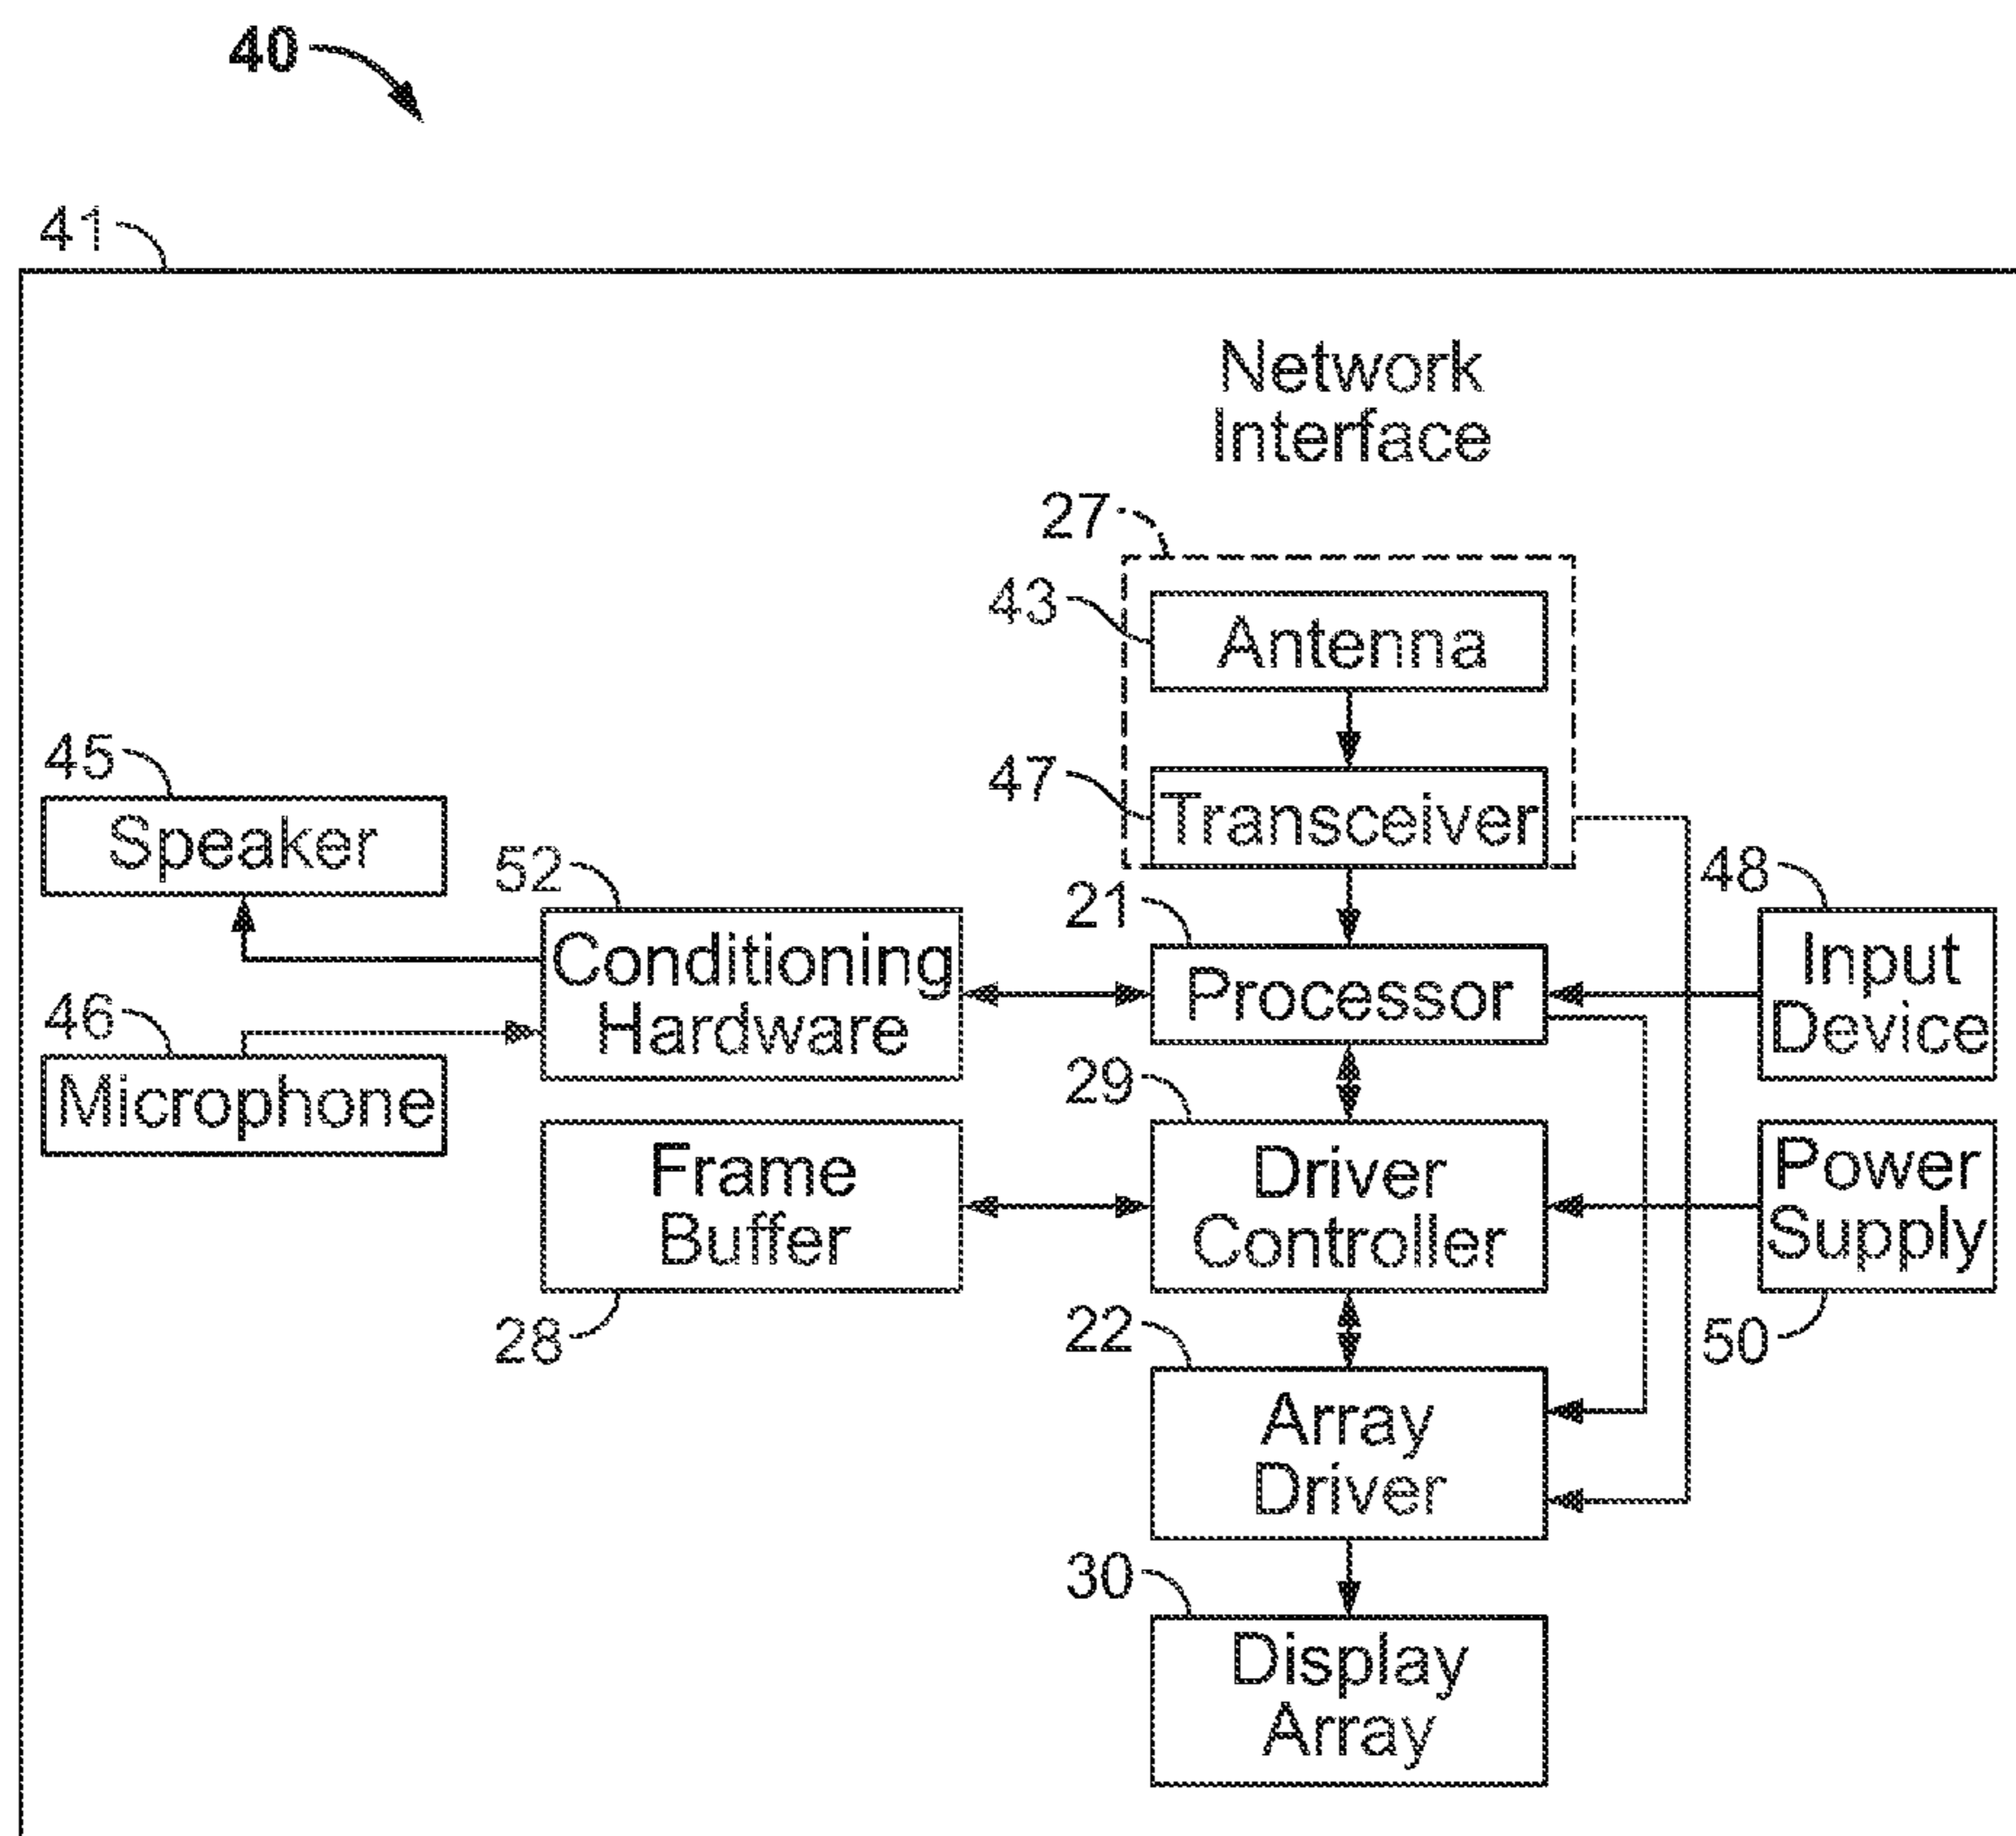 40
41
Network
Interface
27
43
Antenna
47
Transceiver
45
Speaker
52
Conditioning
Hardware
21
Processor
48
Input
Device
46
Microphone
29
Driver
Controller
Frame
Buffer
28
Power
Supply
50
22
Array
Driver
30
Display
Array